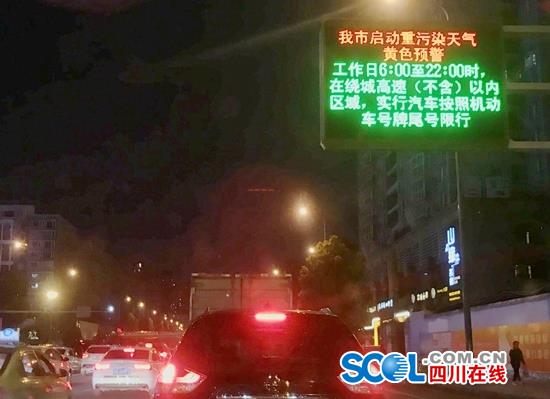 我市启动重污染天气
黄色预警
工作日6:00至22:00时，
在绕城高速（不含）以内
区域，实行汽车按照机动
车号牌尾号限行
SCOL.COM.CN
四川在线